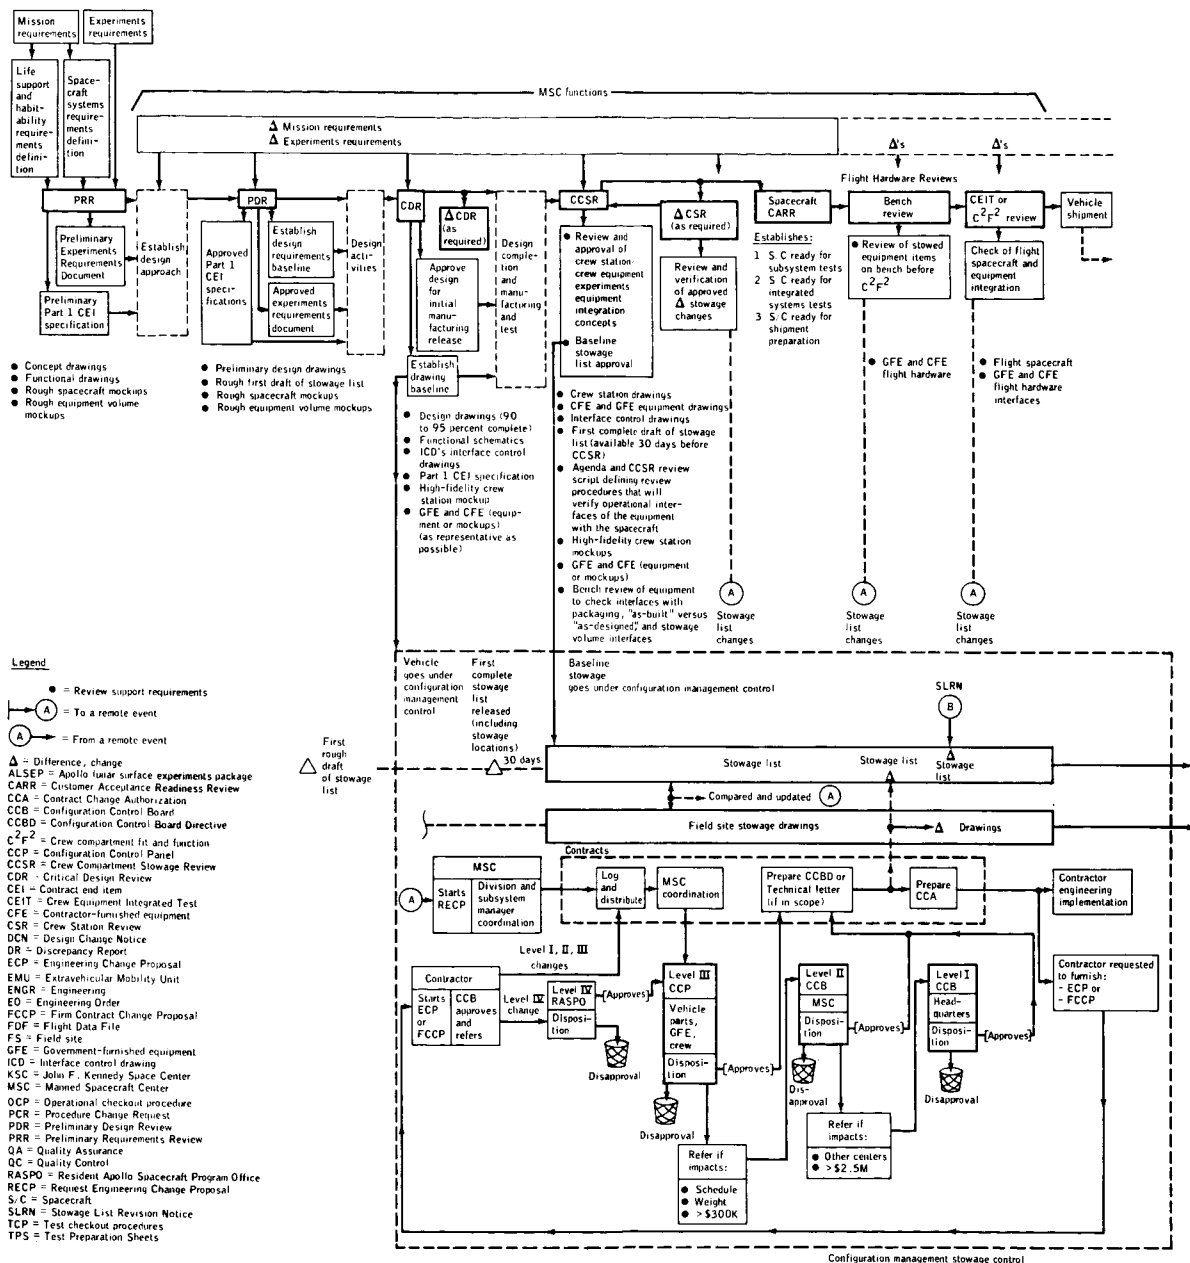 Mission
requirements
Experiments
requirements
Life
support
and
habit-
ability
require-
ments
defini-
tion
Space-
craft
systems
require-
ments
defini-
tion
MSC functions
Δ Mission requirements
Δ Experiments requirements
Δ's
Δ's
Flight Hardware Reviews
PRR
Preliminary
Experiments
Requirements
Document
Preliminary
Part 1 CEI
specification
Establish
design
approach
PDR
Approved
Part 1
CEI
speci-
fications
Establish
design
requirements
baseline
Approved
experiments
requirements
document
Design
acti-
vities
CDR
Δ CDR
(as
required)
Approve
design
for
initial
manu-
facturing
release
Establish
drawing
baseline
Design
comple-
tion
and
manu-
facturing
and
test
CCSR
● Review and
approval of
crew station-
crew equipment
experiments
equipment
integration
concepts
● Baseline
stowage
list approval
Δ CSR
(as required)
Review and
verification
of approved
Δ stowage
changes
Spacecraft
CARR
Establishes:
1 S/C ready for
subsystem tests
2 S/C ready for
integrated
systems tests
3 S/C ready for
shipment
preparation
Bench
review
● Review of stowed
equipment items
on bench before
C²F²
CEIT or
C²F² review
Check of flight
spacecraft and
equipment
integration
Vehicle
shipment
● Concept drawings
● Functional drawings
● Rough spacecraft mockups
● Rough equipment volume
mockups
● Preliminary design drawings
● Rough first draft of stowage list
● Rough spacecraft mockups
● Rough equipment volume mockups
● Design drawings (90
to 95 percent complete)
● Functional schematics
● ICD's interface control
drawings
● Part 1 CEI specification
● High-fidelity crew
station mockup
● GFE and CFE (equip-
ment or mockups)
(as representative as
possible)
● Crew station drawings
● CFE and GFE equipment drawings
● Interface control drawings
● First complete draft of stowage
list (available 30 days before
CCSR)
● Agenda and CCSR review
script defining review
procedures that will
verify operational inter-
faces of the equipment
with the spacecraft
● High-fidelity crew station
mockups
● GFE and CFE (equipment
or mockups)
● Bench review of equipment
to check interfaces with
packaging, "as-built" versus
"as-designed," and stowage
volume interfaces
● GFE and CFE
flight hardware
● Flight spacecraft
● GFE and CFE
flight hardware
interfaces
A
Stowage
list
changes
A
Stowage
list
changes
A
Stowage
list
changes
Legend
● = Review support requirements
A = To a remote event
A = From a remote event
Δ = Difference, change
ALSEP = Apollo lunar surface experiments package
CARR = Customer Acceptance Readiness Review
CCA = Contract Change Authorization
CCB = Configuration Control Board
CCBD = Configuration Control Board Directive
C²F² = Crew compartment fit and function
CCP = Configuration Control Panel
CCSR = Crew Compartment Stowage Review
CDR = Critical Design Review
CEI = Contract end item
CEIT = Crew Equipment Integrated Test
CFE = Contractor-furnished equipment
CSR = Crew Station Review
DCN = Design Change Notice
DR = Discrepancy Report
ECP = Engineering Change Proposal
EMU = Extravehicular Mobility Unit
ENGR = Engineering
EO = Engineering Order
FCCP = Firm Contract Change Proposal
FDF = Flight Data File
FS = Field site
GFE = Government-furnished equipment
ICD = Interface control drawing
KSC = John F. Kennedy Space Center
MSC = Manned Spacecraft Center
OCP = Operational checkout procedure
PCR = Procedure Change Request
PDR = Preliminary Design Review
PRR = Preliminary Requirements Review
QA = Quality Assurance
QC = Quality Control
RASPO = Resident Apollo Spacecraft Program Office
RECP = Request Engineering Change Proposal
S/C = Spacecraft
SLRN = Stowage List Revision Notice
TCP = Test checkout procedures
TPS = Test Preparation Sheets
Vehicle
goes under
configuration
management
control
First
complete
stowage
list
released
(including
stowage
locations)
Baseline
stowage
goes under configuration management control
SLRN
B
First
rough
draft
of stowage
list
30 days
Stowage list
Stowage list
Δ
Δ
Stowage
list
Compared and updated A
Field site stowage drawings
Δ Drawings
Contracts
A
MSC
Starts
RECP
Division and
subsystem
manager
coordination
Log
and
distribute
MSC
coordination
Prepare CCBD or
Technical letter
(if in scope)
Prepare
CCA
Contractor
engineering
implementation
Level I, II, III
changes
Contractor
Starts
ECP
or
FCCP
CCB
approves
and
refers
Level IV
change
Level IV
RASPO
Disposi-
tion
[Approves]
Disapproval
Level III
CCP
Vehicle
parts,
GFE,
crew
Disposition
[Approves]
Disapproval
Refer if
impacts:
● Schedule
● Weight
● >$300K
Level II
CCB
MSC
Disposi-
tion
[Approves]
Dis-
approval
Refer if
impacts:
● Other centers
● >$2.5M
Level I
CCB
Head-
quarters
Disposi-
tion
[Approves]
Disapproval
Contractor requested
to furnish:
- ECP or
- FCCP
Configuration management stowage control